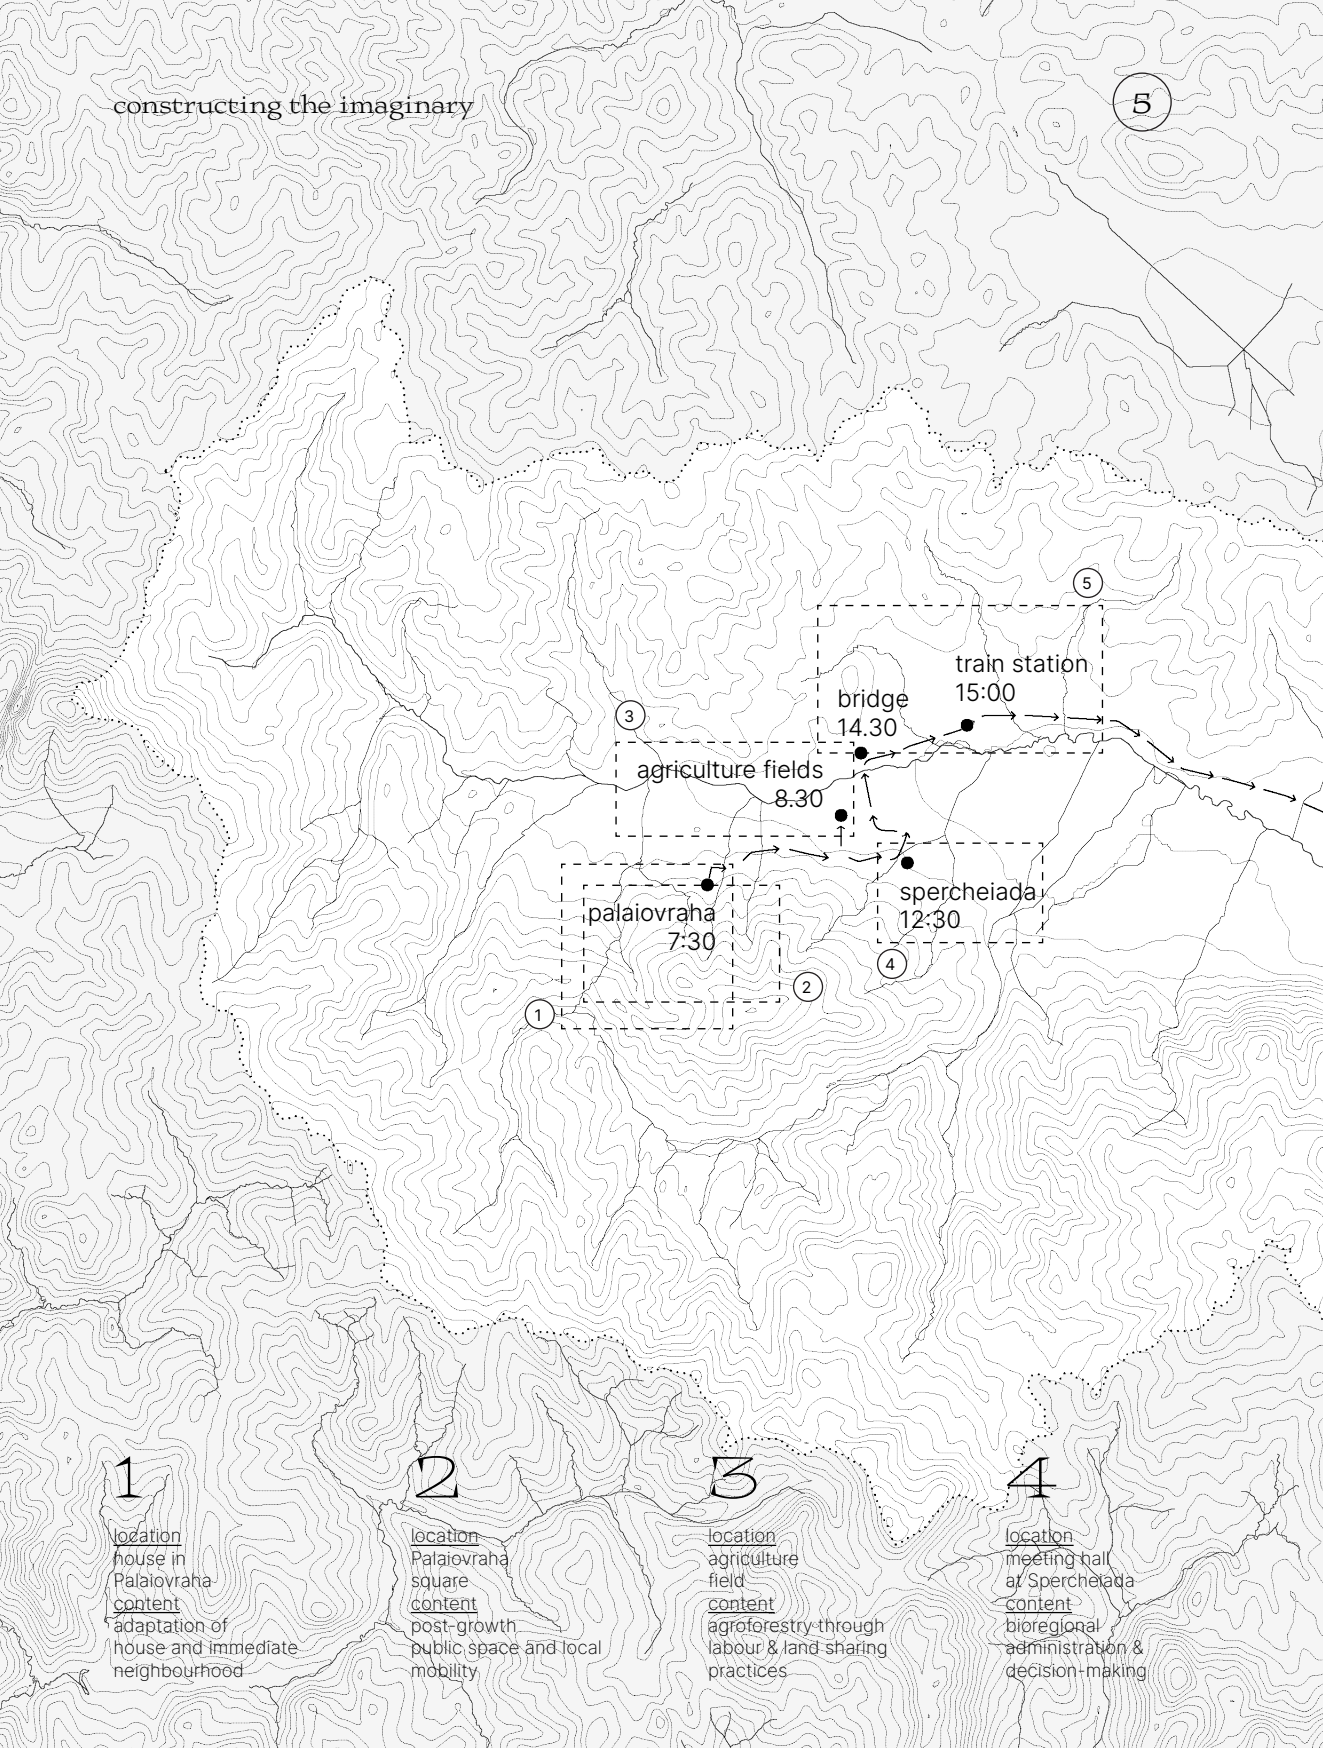 constructing the imaginary
5
5
train station
15:00
bridge
14.30
3
agriculture fields
8.30
spercheiada
12:30
palaiovraha
7:30
4
2
1
1
location
house in
Palaiovraha
content
adaptation of
house and immediate
neighbourhood
2
location
Palaiovraha
square
content
post-growth
public space and local
mobility
3
location
agriculture
field
content
agroforestry through
labour & land sharing
practices
4
location
meeting hall
at Spercheiada
content
bioregional
administration &
decision-making